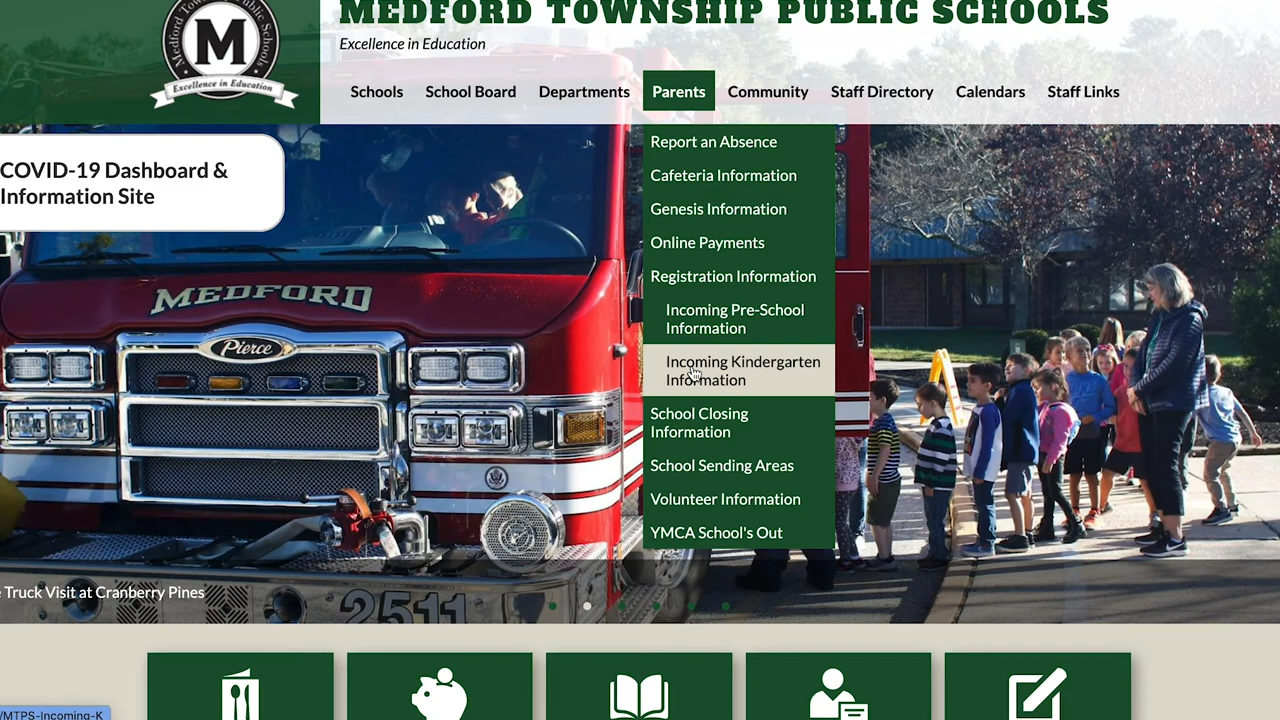 MEDFORD TOWNSHIP PUBLIC SCHOOLS
Medford Township Public Schools
M
Excellence in Education
Excellence in Education
Schools
School Board
Departments
Parents
Community
Staff Directory
Calendars
Staff Links
COVID-19 Dashboard &
Information Site
Report an Absence
Cafeteria Information
Genesis Information
Online Payments
Registration Information
Incoming Pre-School
Information
Incoming Kindergarten
Information
School Closing
Information
School Sending Areas
Volunteer Information
YMCA School's Out
MEDFORD
Pierce
2511
Truck Visit at Cranberry Pines
/MTPS-Incoming-K